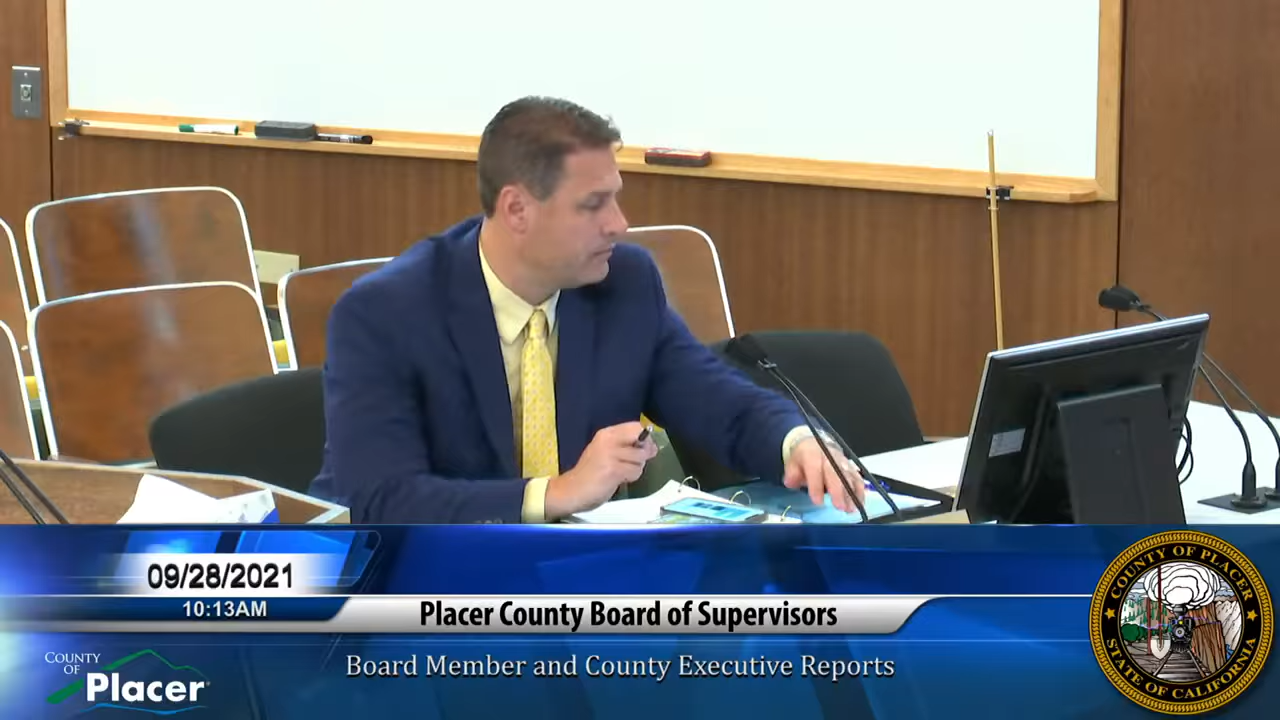 09/28/2021
10:13AM
Placer County Board of Supervisors
Board Member and County Executive Reports
COUNTY
OF
Placer
COUNTY OF PLACER
STATE OF CALIFORNIA